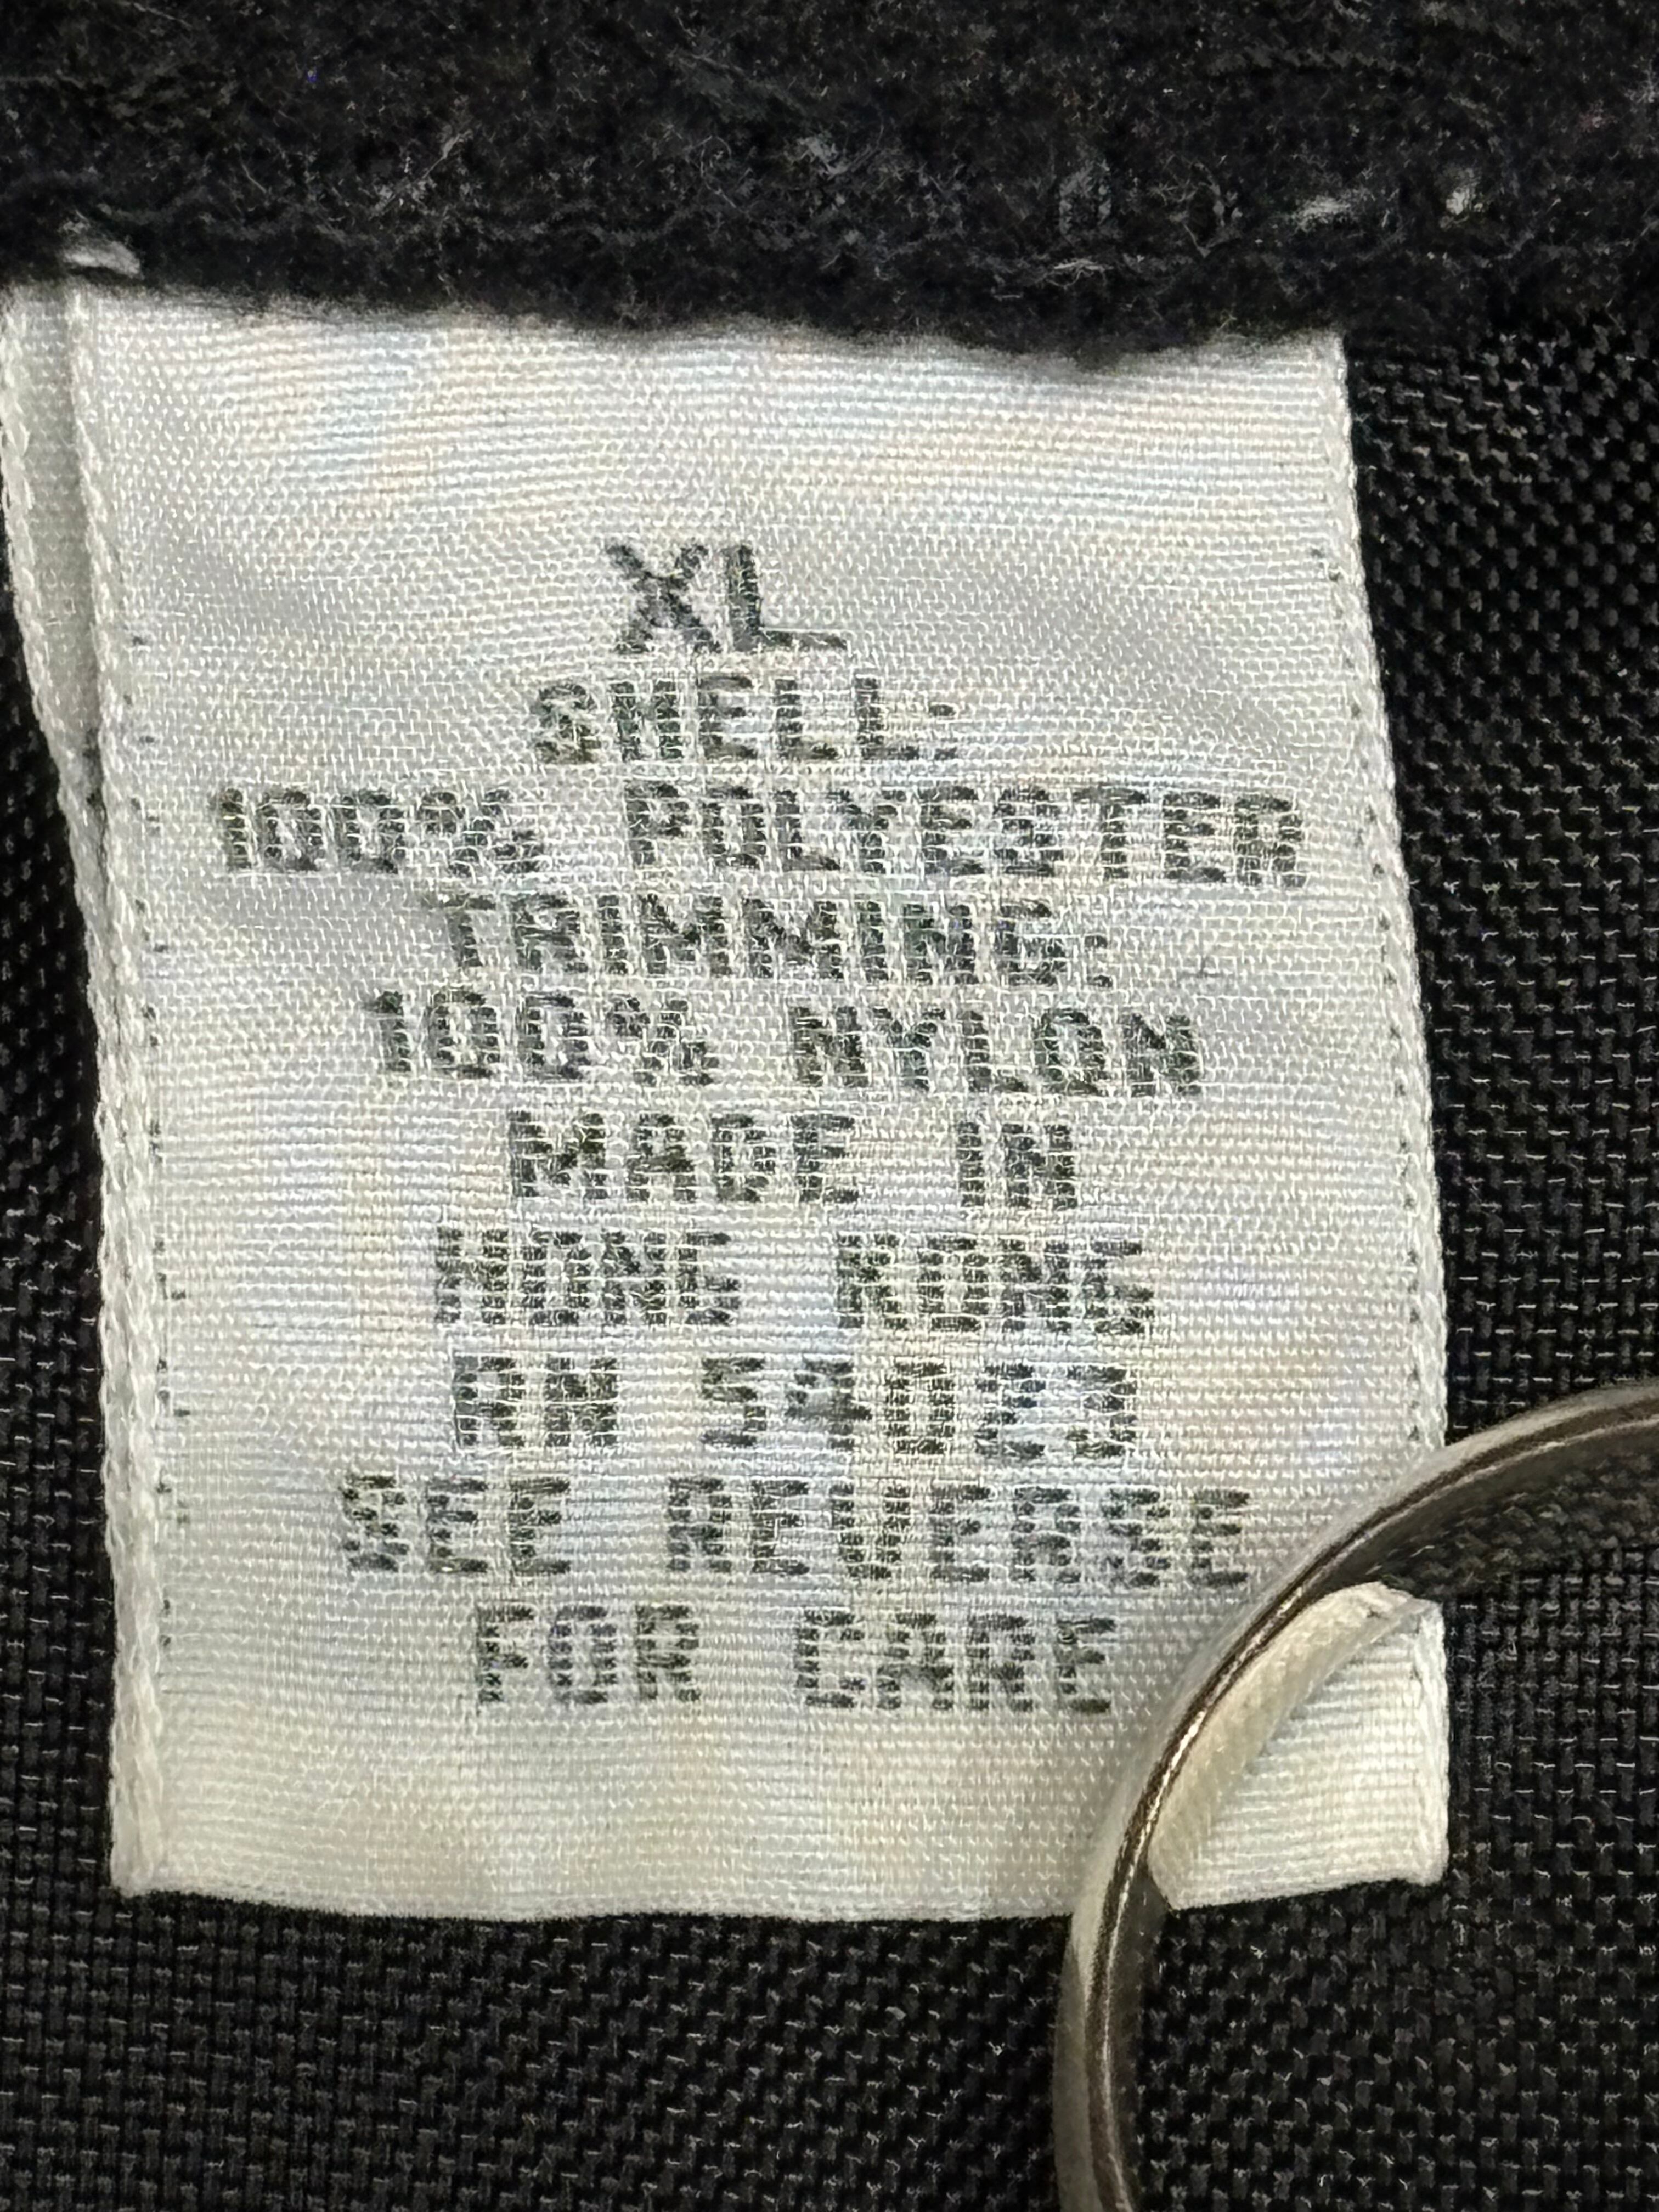 XL
SHELL:
100% POLYESTER
TRIMMING:
100% NYLON
MADE IN
HONG KONG
RN 54023
SEE REVERSE
FOR CARE